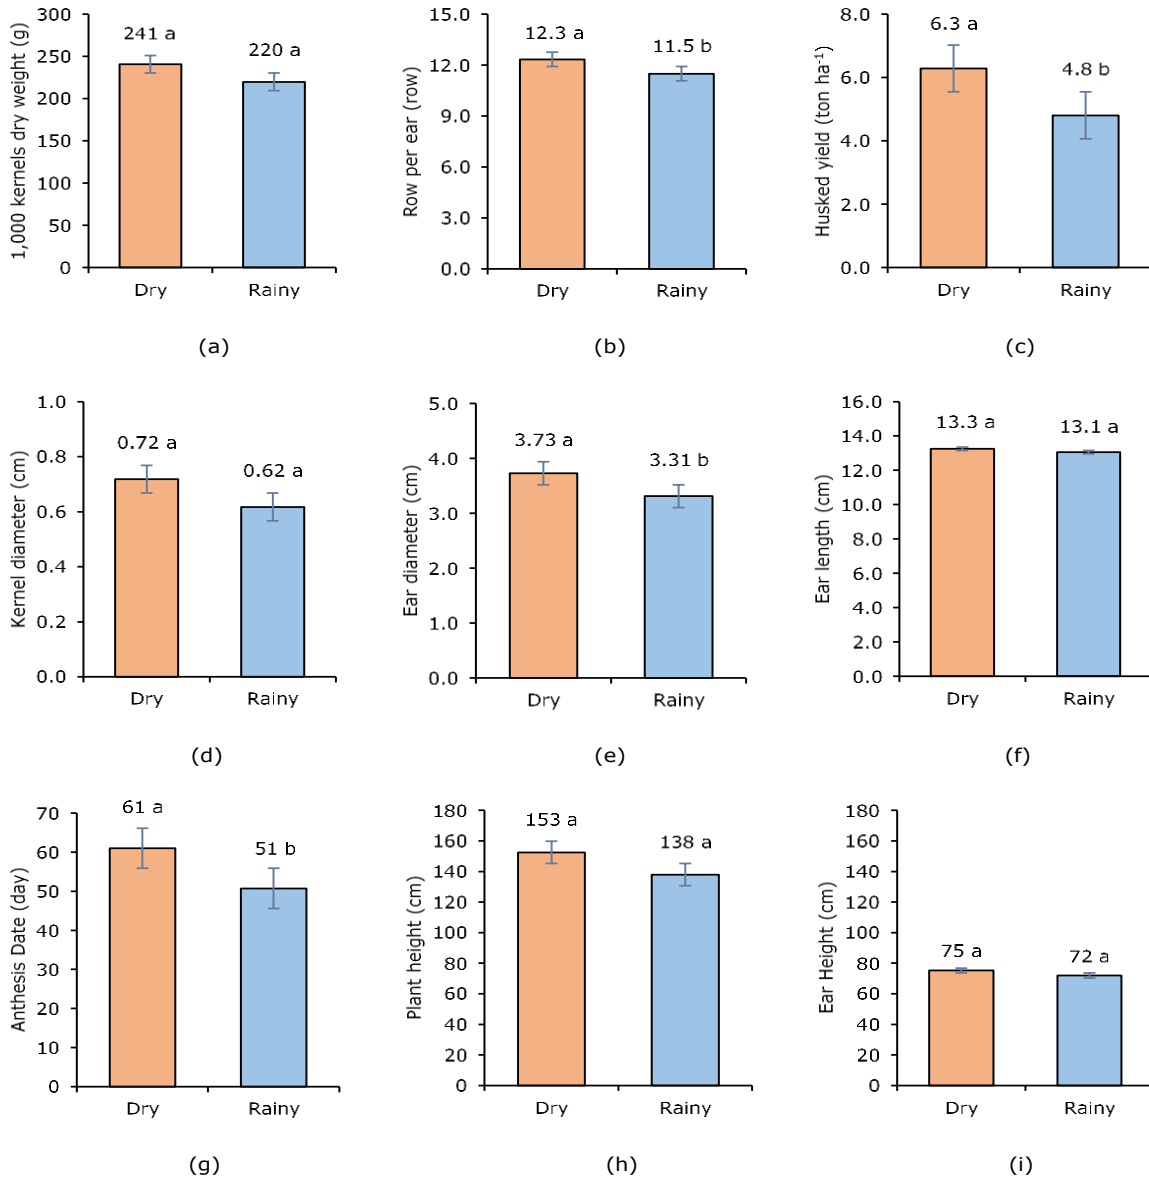 1,000 kernels dry weight (g)
300
250
200
150
100
50
0
241 a
220 a
Dry
Rainy
(a)
Row per ear (row)
15.0
12.0
9.0
6.0
3.0
0.0
12.3 a
11.5 b
Dry
Rainy
(b)
Husked yield (ton ha⁻¹)
8.0
6.0
4.0
2.0
0.0
6.3 a
4.8 b
Dry
Rainy
(c)
Kernel diameter (cm)
1.0
0.8
0.6
0.4
0.2
0.0
0.72 a
0.62 a
Dry
Rainy
(d)
Ear diameter (cm)
5.0
4.0
3.0
2.0
1.0
0.0
3.73 a
3.31 b
Dry
Rainy
(e)
Ear length (cm)
16.0
14.0
12.0
10.0
8.0
6.0
4.0
2.0
0.0
13.3 a
13.1 a
Dry
Rainy
(f)
Anthesis Date (day)
70
60
50
40
30
20
10
0
61 a
51 b
Dry
Rainy
(g)
Plant height (cm)
180
160
140
120
100
80
60
40
20
0
153 a
138 a
Dry
Rainy
(h)
Ear Height (cm)
180
160
140
120
100
80
60
40
20
0
75 a
72 a
Dry
Rainy
(i)